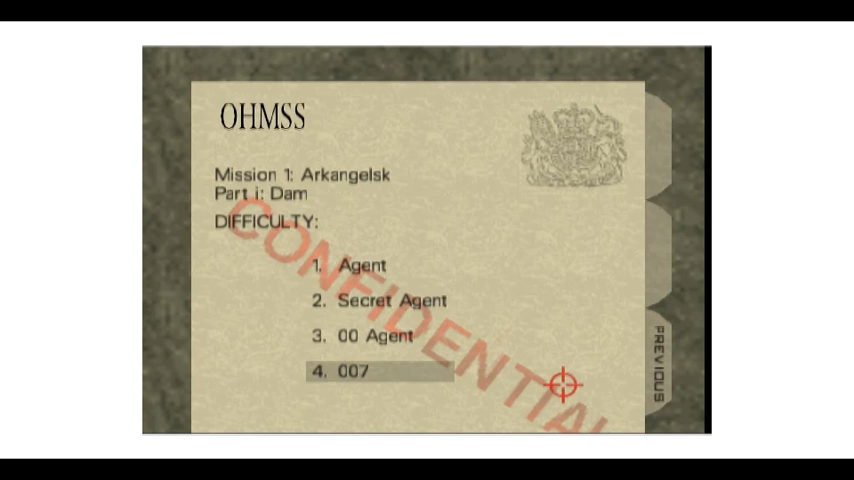 OHMSS
Mission 1: Arkangelsk
Part i: Dam
DIFFICULTY:
1. Agent
2. Secret Agent
3. 00 Agent
4. 007
CONFIDENTIAL
PREVIOUS